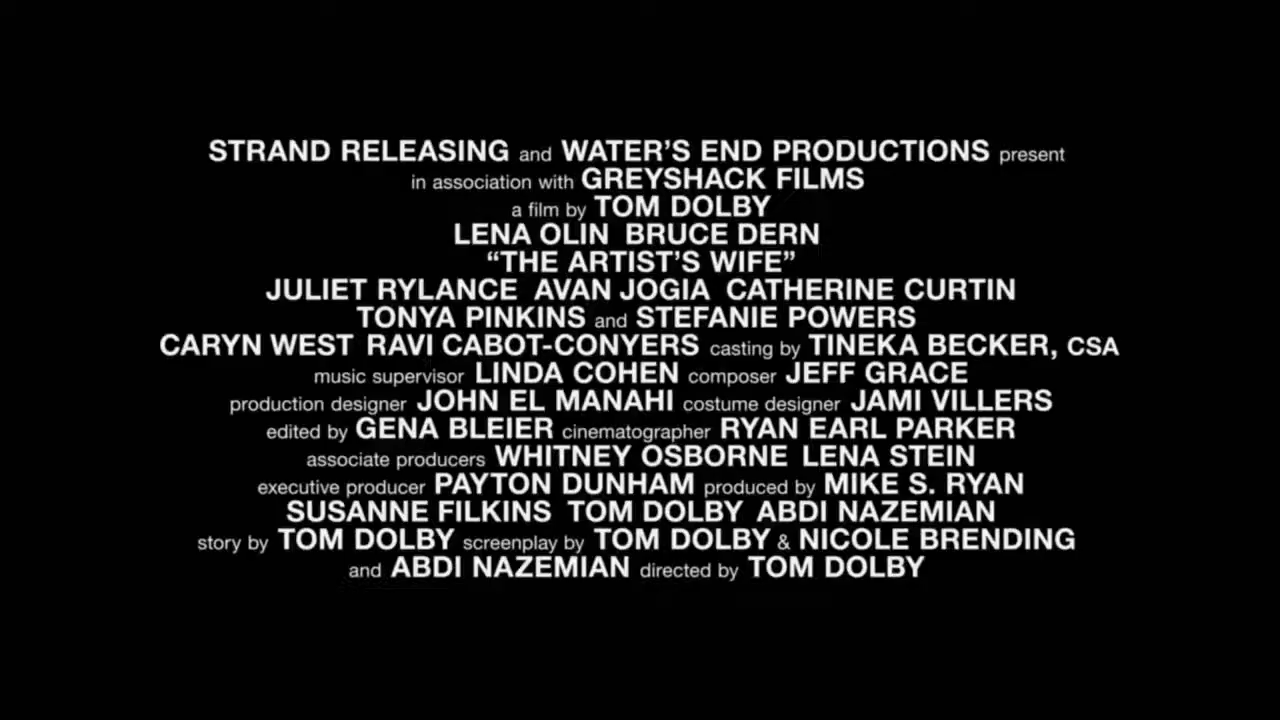 STRAND RELEASING and WATER’S END PRODUCTIONS present
in association with GREYSHACK FILMS
a film by TOM DOLBY
LENA OLIN BRUCE DERN
“THE ARTIST’S WIFE”
JULIET RYLANCE AVAN JOGIA CATHERINE CURTIN
TONYA PINKINS and STEFANIE POWERS
CARYN WEST RAVI CABOT-CONYERS casting by TINEKA BECKER, CSA
music supervisor LINDA COHEN composer JEFF GRACE
production designer JOHN EL MANAHI costume designer JAMI VILLERS
edited by GENA BLEIER cinematographer RYAN EARL PARKER
associate producers WHITNEY OSBORNE LENA STEIN
executive producer PAYTON DUNHAM produced by MIKE S. RYAN
SUSANNE FILKINS TOM DOLBY ABDI NAZEMIAN
story by TOM DOLBY screenplay by TOM DOLBY & NICOLE BRENDING
and ABDI NAZEMIAN directed by TOM DOLBY